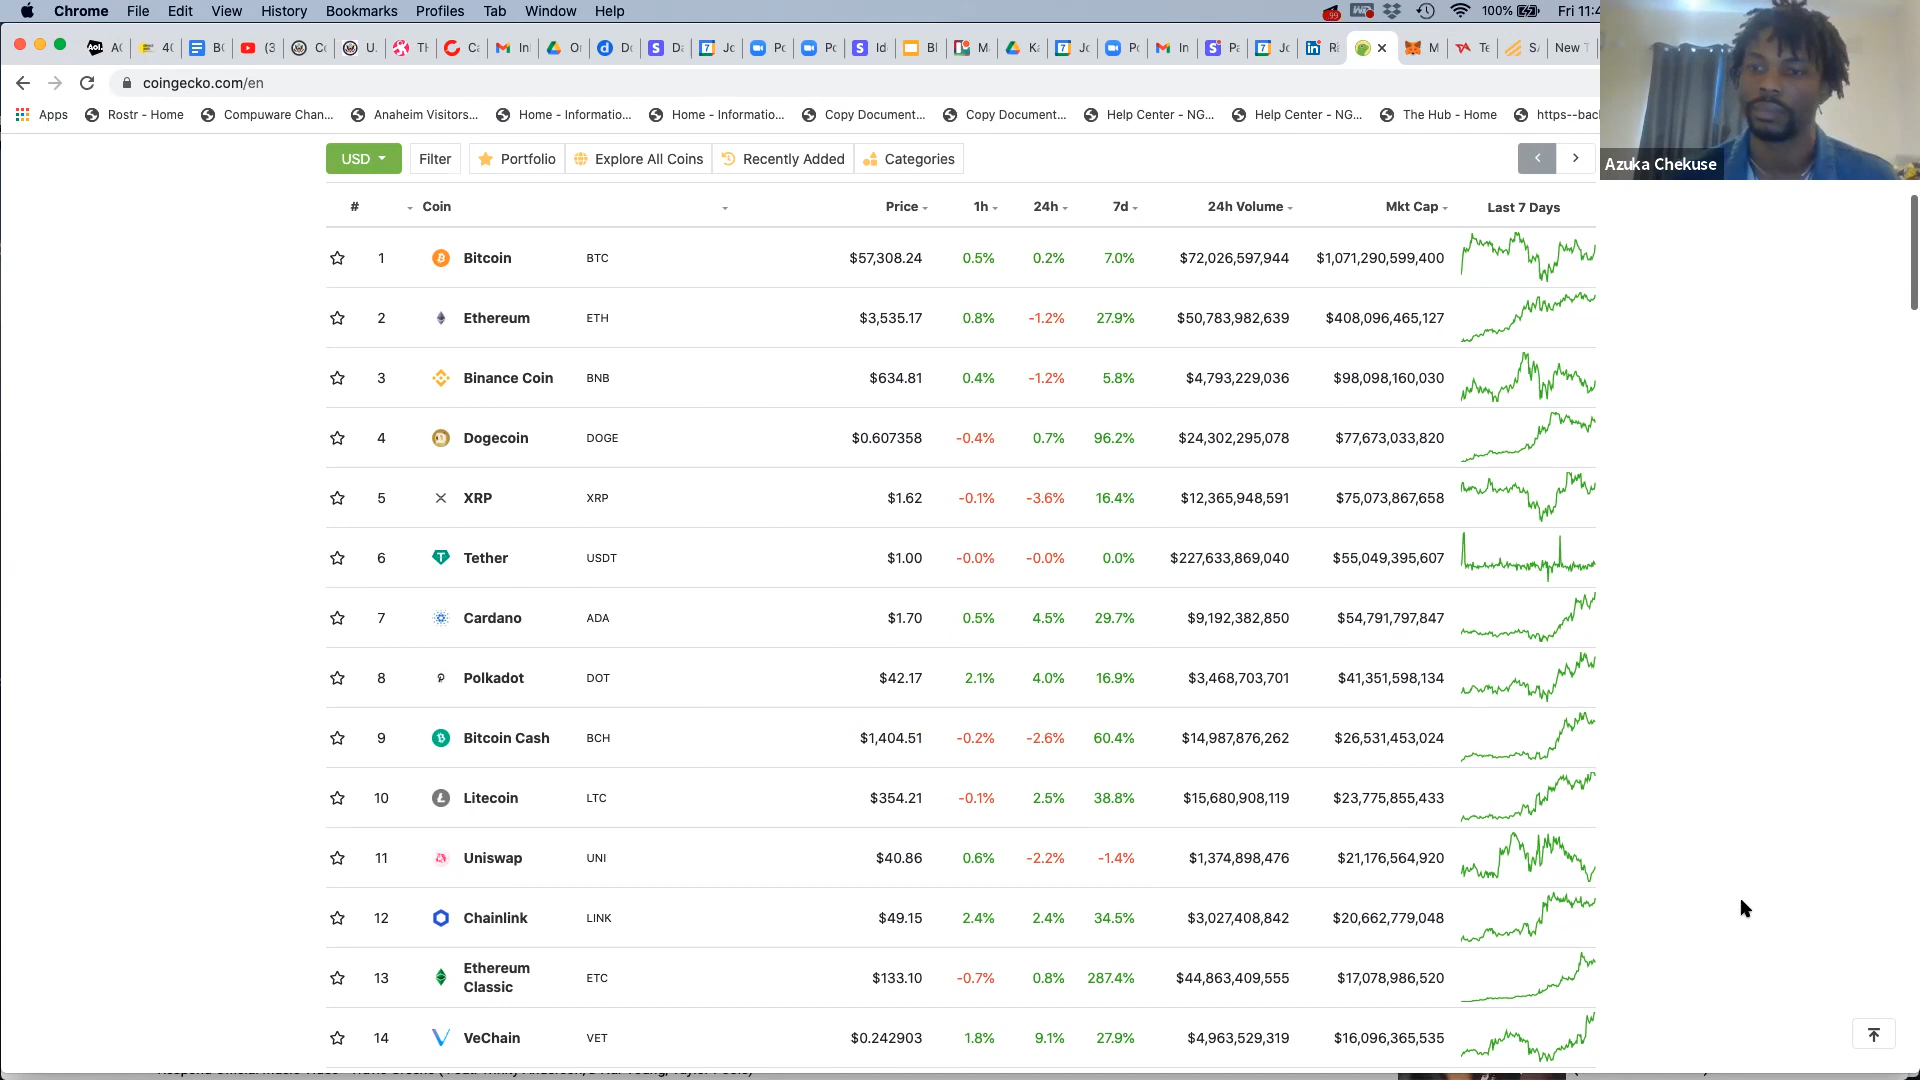 Chrome File Edit View History Bookmarks Profiles Tab Window Help 99 100% Fri 11:4
coingecko.com/en
Apps Rostr - Home Compuware Chan... Anaheim Visitors... Home - Informatio... Home - Informatio... Copy Document... Copy Document... Help Center - NG... Help Center - NG... The Hub - Home https--bac
USD Filter Portfolio Explore All Coins Recently Added Categories
Azuka Chekuse
# Coin Price 1h 24h 7d 24h Volume Mkt Cap Last 7 Days
1 Bitcoin BTC $57,308.24 0.5% 0.2% 7.0% $72,026,597,944 $1,071,290,599,400
2 Ethereum ETH $3,535.17 0.8% -1.2% 27.9% $50,783,982,639 $408,096,465,127
3 Binance Coin BNB $634.81 0.4% -1.2% 5.8% $4,793,229,036 $98,098,160,030
4 Dogecoin DOGE $0.607358 -0.4% 0.7% 96.2% $24,302,295,078 $77,673,033,820
5 XRP XRP $1.62 -0.1% -3.6% 16.4% $12,365,948,591 $75,073,867,658
6 Tether USDT $1.00 -0.0% -0.0% 0.0% $227,633,869,040 $55,049,395,607
7 Cardano ADA $1.70 0.5% 4.5% 29.7% $9,192,382,850 $54,791,797,847
8 Polkadot DOT $42.17 2.1% 4.0% 16.9% $3,468,703,701 $41,351,598,134
9 Bitcoin Cash BCH $1,404.51 -0.2% -2.6% 60.4% $14,987,876,262 $26,531,453,024
10 Litecoin LTC $354.21 -0.1% 2.5% 38.8% $15,680,908,119 $23,775,855,433
11 Uniswap UNI $40.86 0.6% -2.2% -1.4% $1,374,898,476 $21,176,564,920
12 Chainlink LINK $49.15 2.4% 2.4% 34.5% $3,027,408,842 $20,662,779,048
13 Ethereum Classic ETC $133.10 -0.7% 0.8% 287.4% $44,863,409,555 $17,078,986,520
14 VeChain VET $0.242903 1.8% 9.1% 27.9% $4,963,529,319 $16,096,365,535